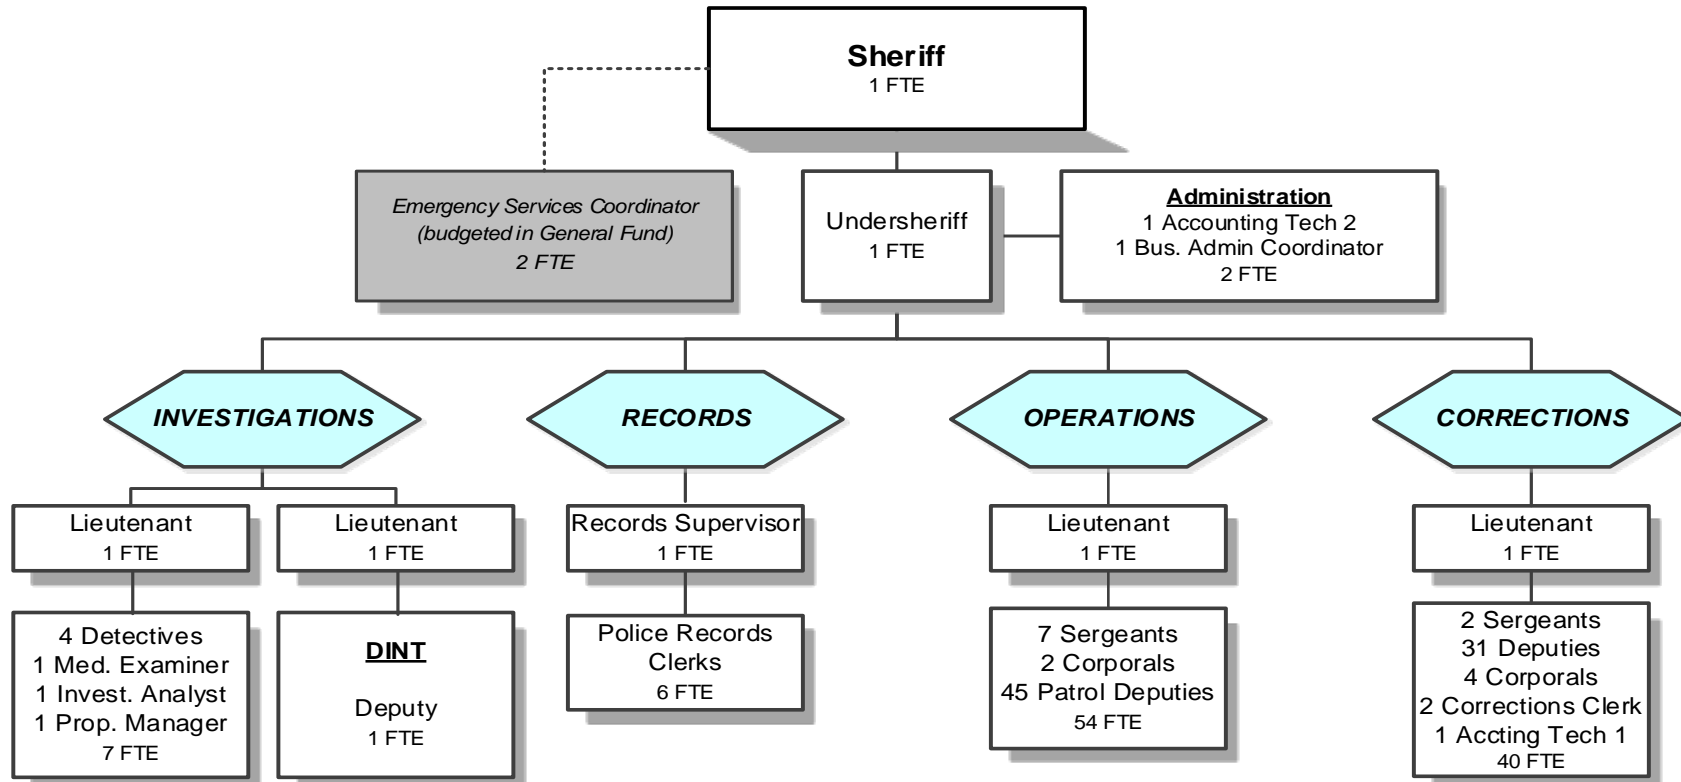 Sheriff
1 FTE
Emergency Services Coordinator
(budgeted in General Fund)
2 FTE
Undersheriff
1 FTE
Administration
1 Accounting Tech 2
1 Bus. Admin Coordinator
2 FTE
INVESTIGATIONS
RECORDS
OPERATIONS
CORRECTIONS
Lieutenant
1 FTE
Lieutenant
1 FTE
Records Supervisor
1 FTE
Lieutenant
1 FTE
Lieutenant
1 FTE
4 Detectives
1 Med. Examiner
1 Invest. Analyst
1 Prop. Manager
7 FTE
DINT
Deputy
1 FTE
Police Records
Clerks
6 FTE
7 Sergeants
2 Corporals
45 Patrol Deputies
54 FTE
2 Sergeants
31 Deputies
4 Corporals
2 Corrections Clerk
1 Accting Tech 1
40 FTE